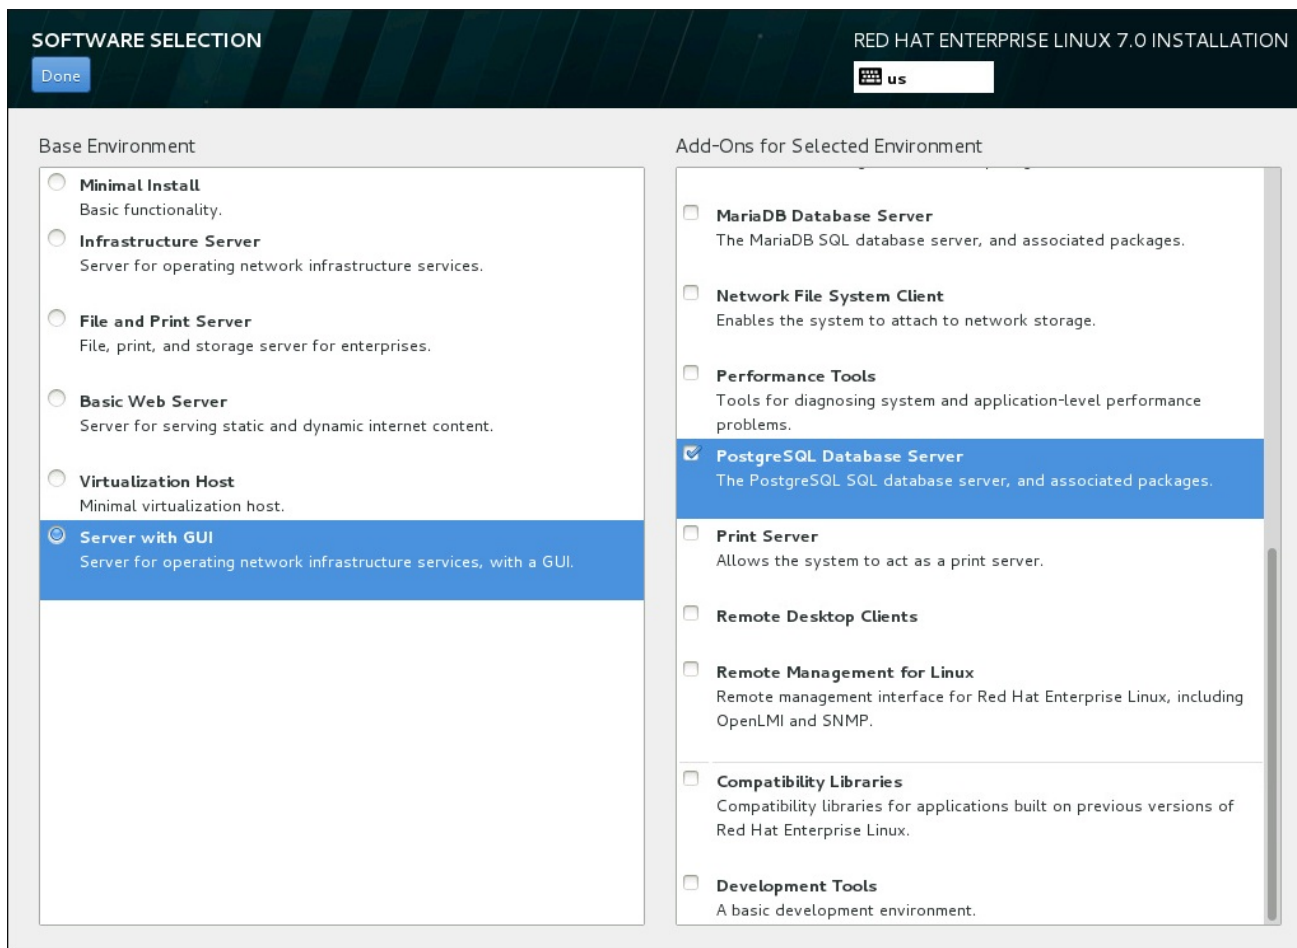 SOFTWARE SELECTION
Done
RED HAT ENTERPRISE LINUX 7.0 INSTALLATION
us
Base Environment
Minimal Install
Basic functionality.
Infrastructure Server
Server for operating network infrastructure services.
File and Print Server
File, print, and storage server for enterprises.
Basic Web Server
Server for serving static and dynamic internet content.
Virtualization Host
Minimal virtualization host.
Server with GUI
Server for operating network infrastructure services, with a GUI.
Add-Ons for Selected Environment
MariaDB Database Server
The MariaDB SQL database server, and associated packages.
Network File System Client
Enables the system to attach to network storage.
Performance Tools
Tools for diagnosing system and application-level performance
problems.
PostgreSQL Database Server
The PostgreSQL SQL database server, and associated packages.
Print Server
Allows the system to act as a print server.
Remote Desktop Clients
Remote Management for Linux
Remote management interface for Red Hat Enterprise Linux, including
OpenLMI and SNMP.
Compatibility Libraries
Compatibility libraries for applications built on previous versions of
Red Hat Enterprise Linux.
Development Tools
A basic development environment.